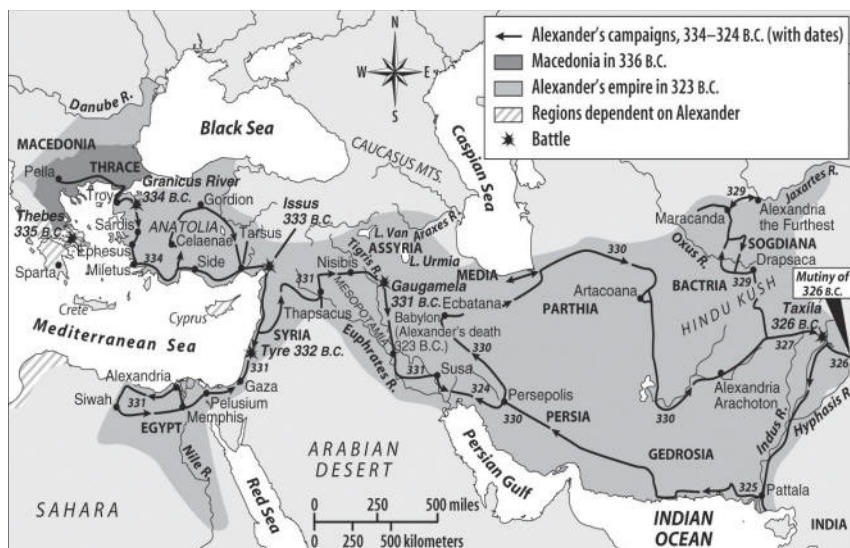 Alexander's campaigns, 334–324 B.C. (with dates)
Macedonia in 336 B.C.
Alexander's empire in 323 B.C.
Regions dependent on Alexander
Battle
N
W
E
S
Danube R.
Black Sea
CAUCASUS MTS.
Caspian Sea
MACEDONIA
THRACE
Pella
Troy
Granicus River
334 B.C.
Gordion
Issus
333 B.C.
Thebes
335 B.C.
Sardis
ANATOLIA
Celaenae
Tarsus
Ephesus
Sparta
Miletus
334
Side
L. Van
Araxes R.
ASSYRIA
L. Urmia
Nisibis
Tigris R.
331
Gaugamela
331 B.C.
MEDIA
Ecbatana
Babylon
(Alexander's death
323 B.C.)
MESOPOTAMIA
Thapsacus
Euphrates R.
Crete
Cyprus
SYRIA
Mediterranean Sea
Tyre 332 B.C.
331
Alexandria
Gaza
Siwah
331
Pelusium
Memphis
EGYPT
Nile R.
SAHARA
Red Sea
ARABIAN
DESERT
331
Susa
324
330
Persepolis
330
PERSIA
Persian Gulf
330
PARTHIA
Artacoana
330
329
Jaxartes R.
Maracanda
Alexandria
the Furthest
Oxus R.
SOGDIANA
Drapsaca
BACTRIA
329
HINDU KUSH
Mutiny of
326 B.C.
Taxila
326 B.C.
327
326
Alexandria
Arachoton
Indus R.
Hyphasis R.
GEDROSIA
325
Pattala
INDIAN
OCEAN
INDIA
0 250 500 miles
0 250 500 kilometers